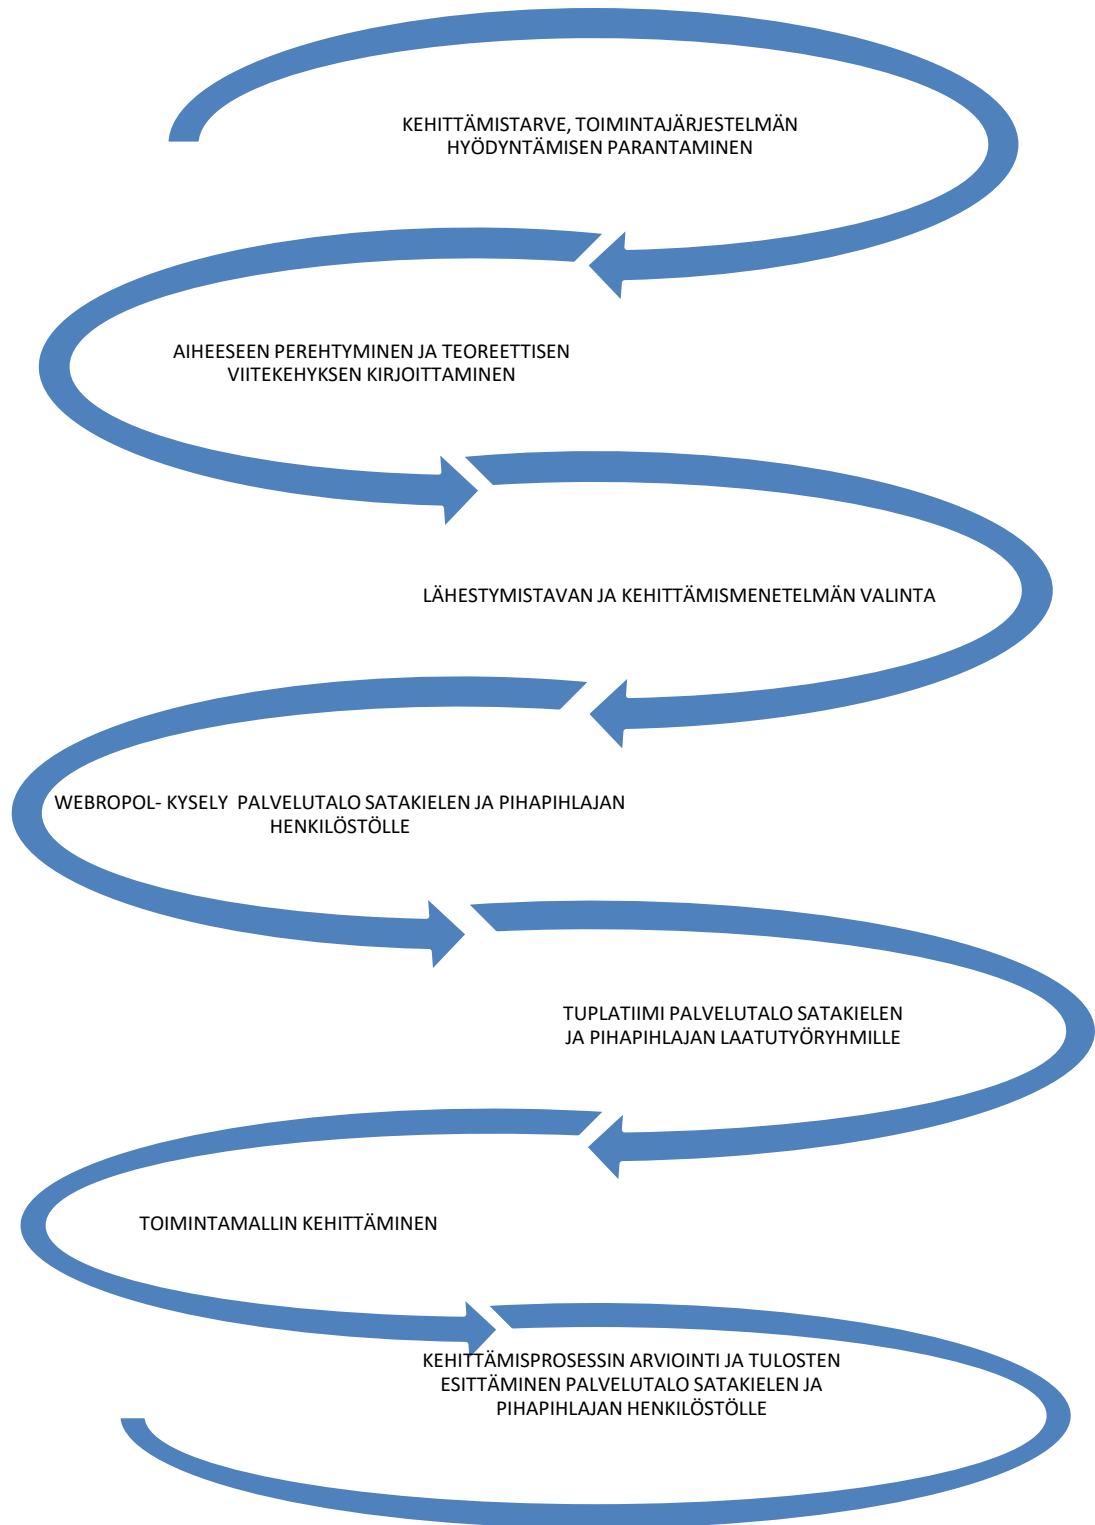 KEHITTÄMISTARVE, TOIMINTAJÄRJESTELMÄN
HYÖDYNTÄMISEN PARANTAMINEN
AIHEESEEN PEREHTYMINEN JA TEOREETTISEN
VIITEKEHYKSEN KIRJOITTAMINEN
LÄHESTYMISTAVAN JA KEHITTÄMISMENETELMÄN VALINTA
WEBROPOL- KYSELY  PALVELUTALO SATAKIELEN JA PIHAPIHLAJAN
HENKILÖSTÖLLE
TUPLATIIMI PALVELUTALO SATAKIELEN
JA PIHAPIHLAJAN LAATUTYÖRYHMILLE
TOIMINTAMALLIN KEHITTÄMINEN
KEHITTÄMISPROSESSIN ARVIOINTI JA TULOSTEN
ESITTÄMINEN PALVELUTALO SATAKIELEN JA
PIHAPIHLAJAN HENKILÖSTÖLLE